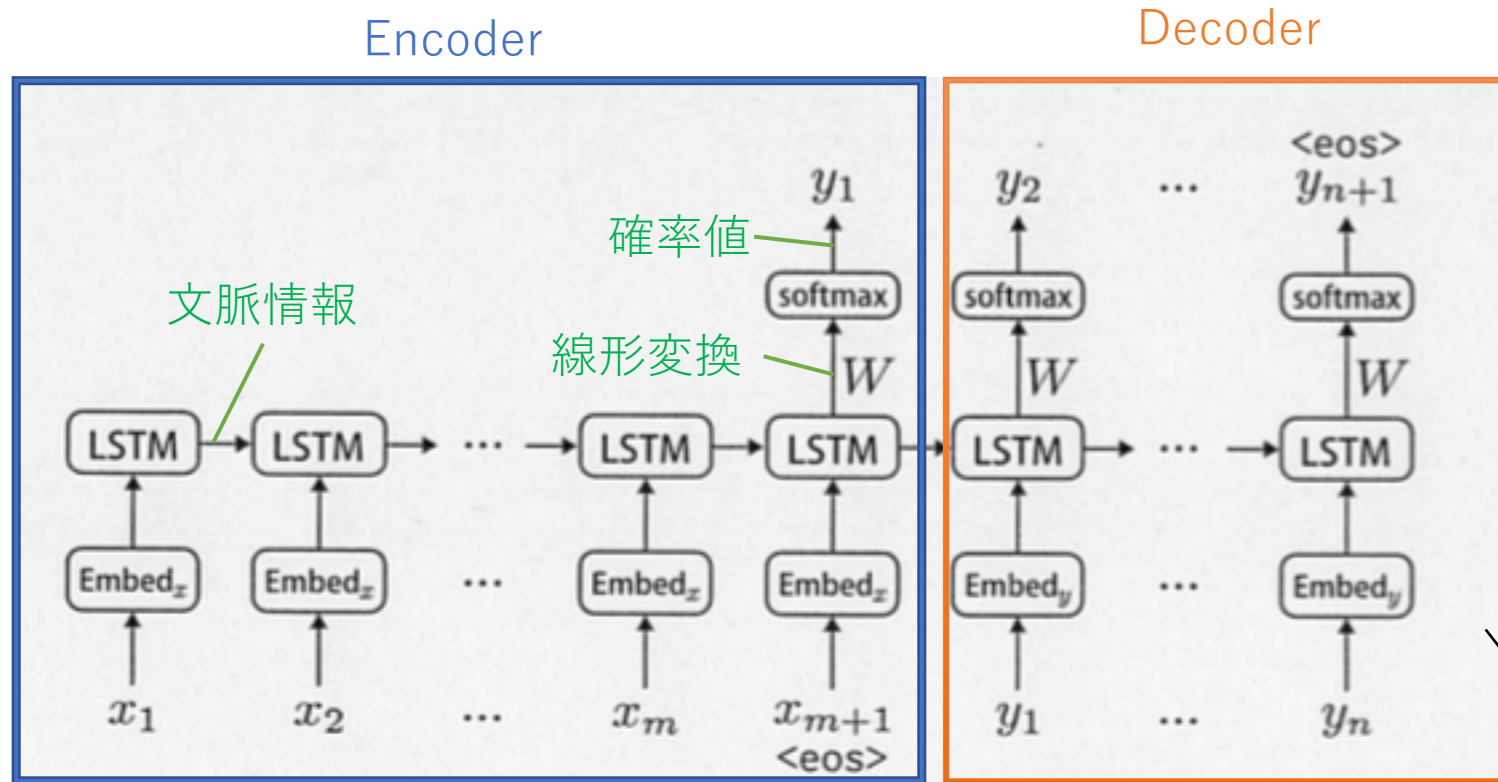 Encoder
Decoder
<eos>
y₁ y₂ ... yₙ₊₁
確率値
softmax softmax softmax
文脈情報
線形変換 W W W
LSTM LSTM ... LSTM LSTM LSTM ... LSTM
Embedₓ Embedₓ ... Embedₓ Embedₓ Embedᵧ ... Embedᵧ
x₁ x₂ ... xₘ xₘ₊₁ y₁ ... yₙ
<eos>